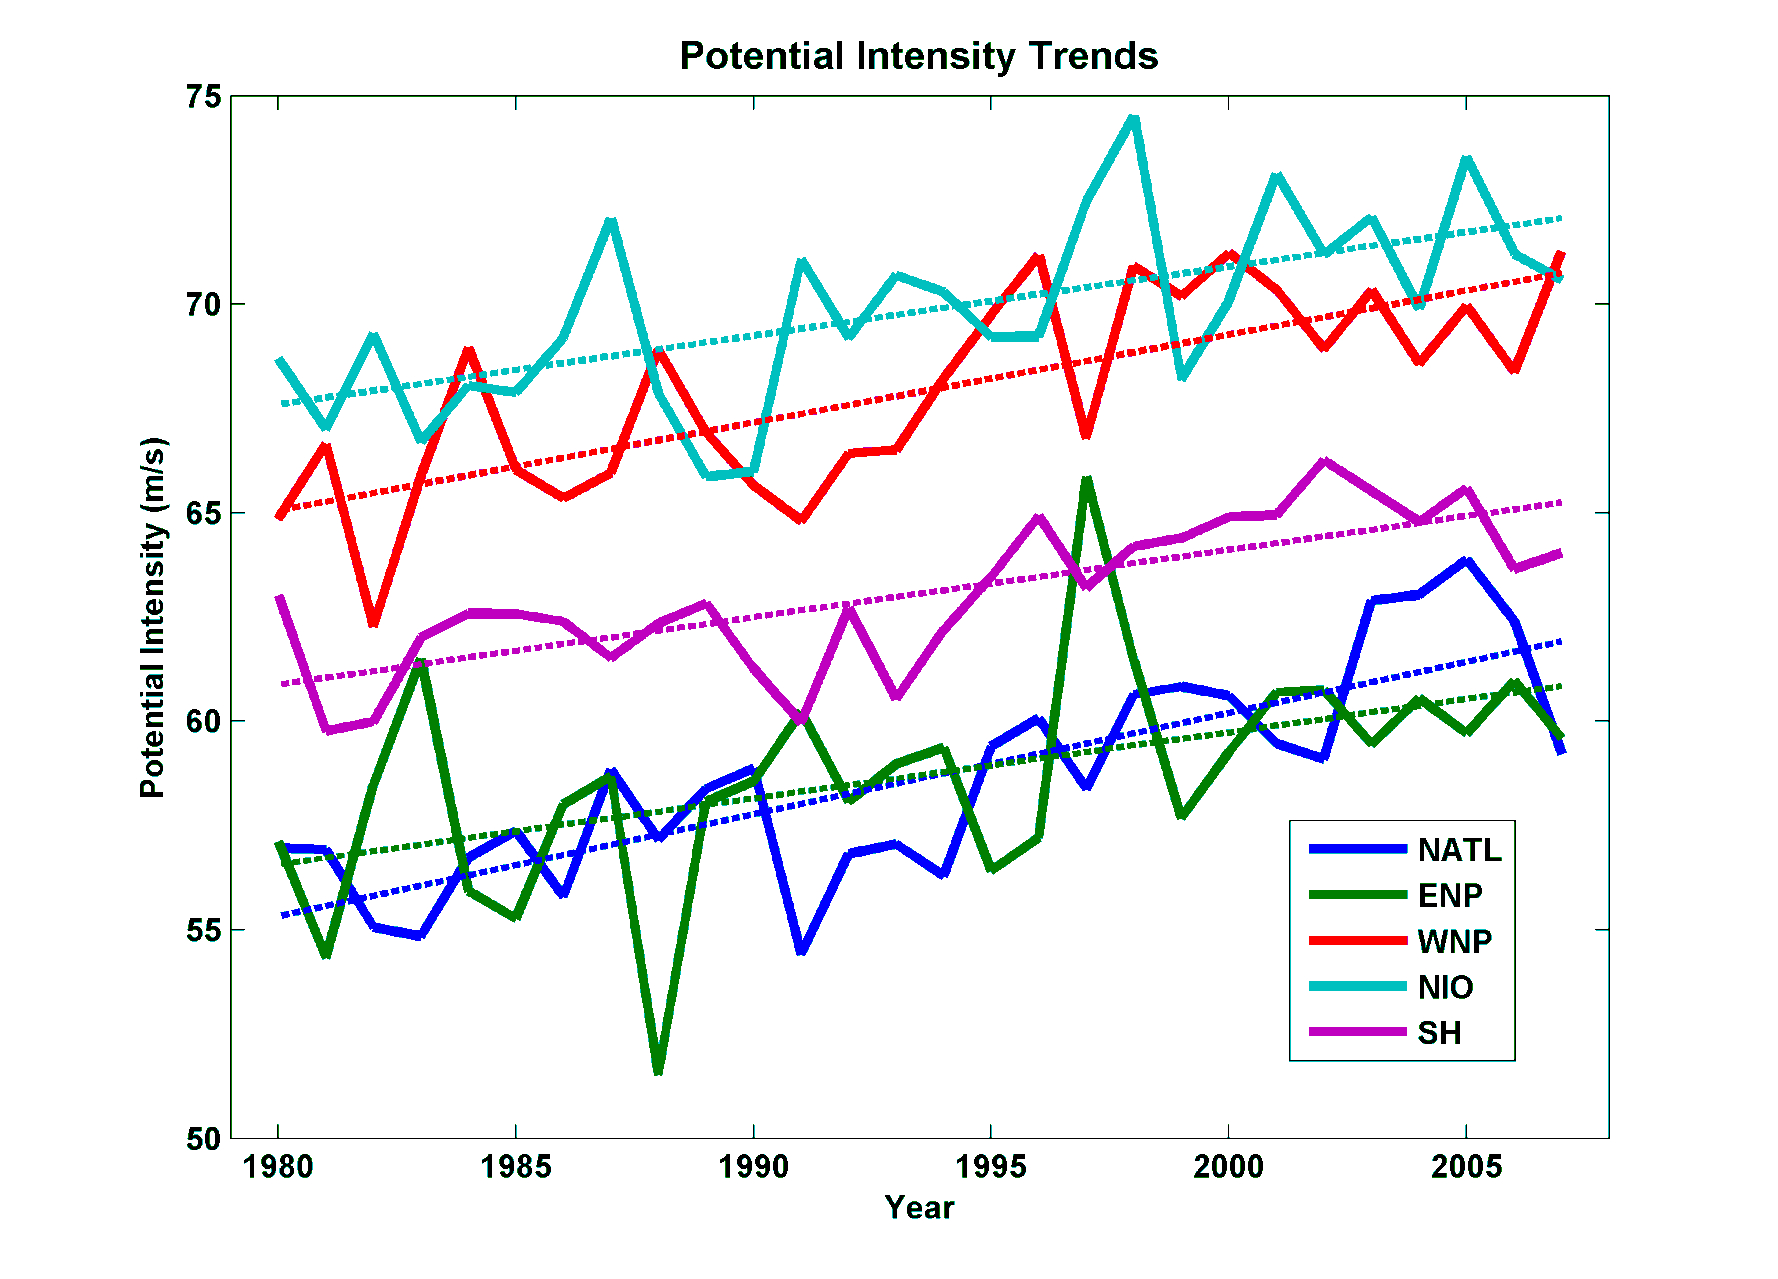 Potential Intensity Trends
75
70
65
60
55
50
Potential Intensity (m/s)
1980 1985 1990 1995 2000 2005
Year
NATL
ENP
WNP
NIO
SH